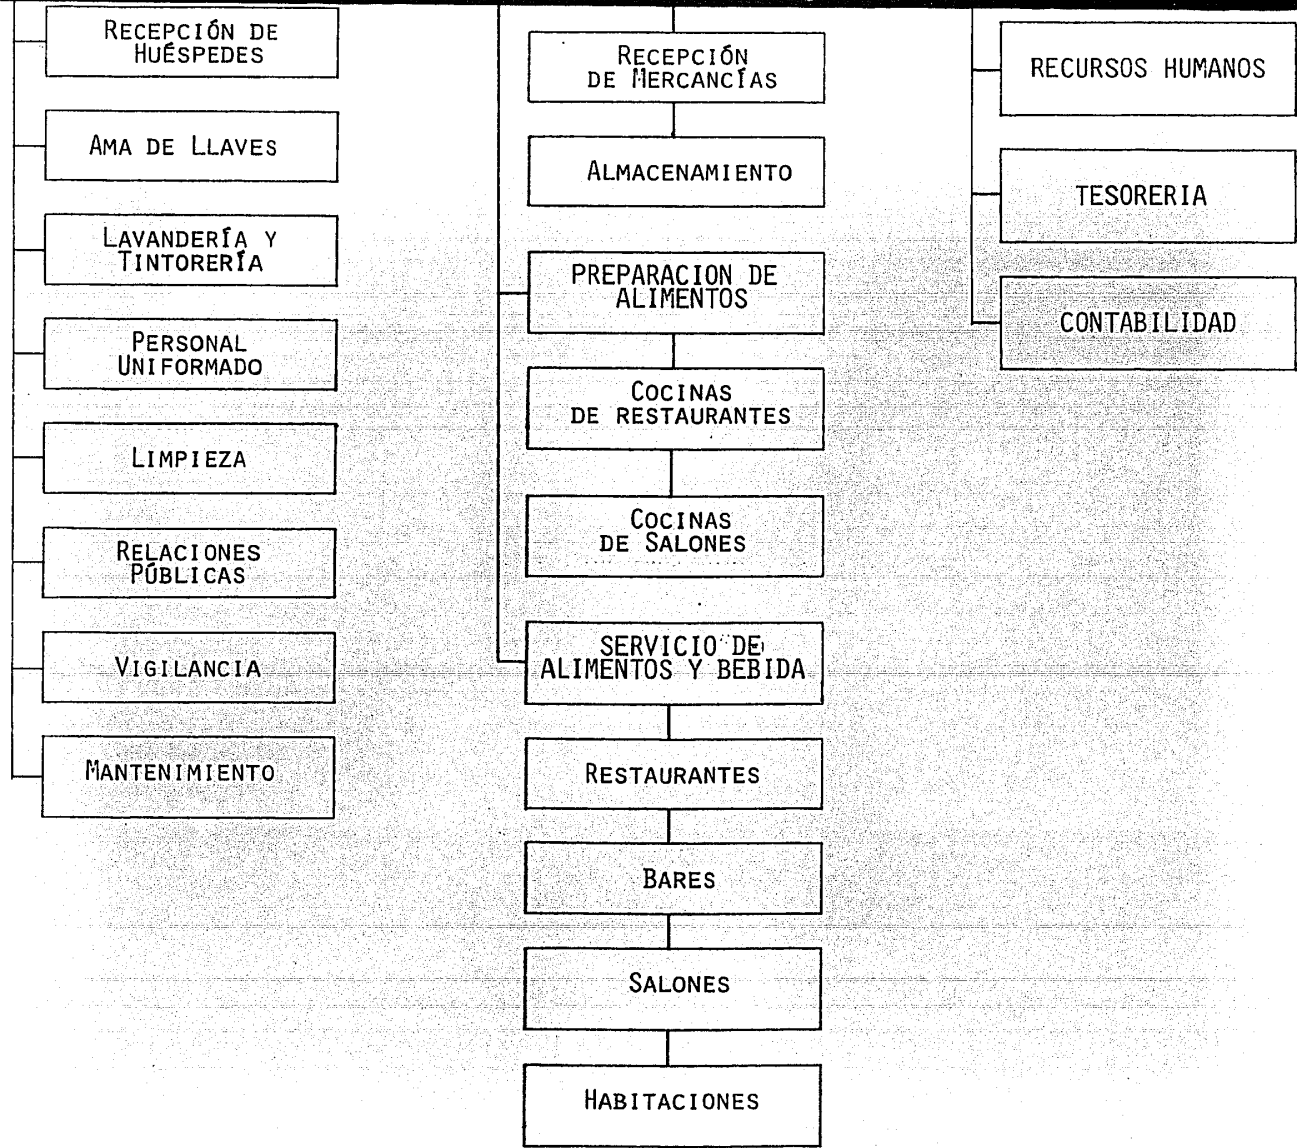 RECEPCIÓN DE
HUÉSPEDES
AMA DE LLAVES
LAVANDERÍA Y
TINTORERÍA
PERSONAL
UNIFORMADO
LIMPIEZA
RELACIONES
PÚBLICAS
VIGILANCIA
MANTENIMIENTO
RECEPCIÓN
DE MERCANCÍAS
ALMACENAMIENTO
PREPARACION DE
ALIMENTOS
COCINAS
DE RESTAURANTES
COCINAS
DE SALONES
SERVICIO DE
ALIMENTOS Y BEBIDA
RESTAURANTES
BARES
SALONES
HABITACIONES
RECURSOS HUMANOS
TESORERIA
CONTABILIDAD